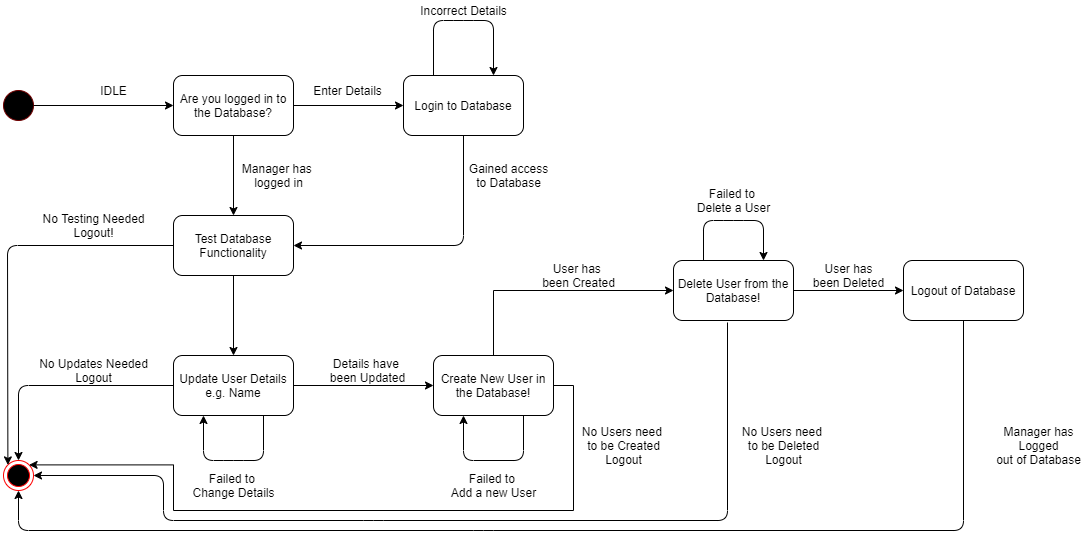 Incorrect Details
IDLE
Are you logged in to
the Database?
Enter Details
Login to Database
Manager has
logged in
Gained access
to Database
No Testing Needed
Logout!
Test Database
Functionality
Failed to
Delete a User
User has
been Created
Delete User from the
Database!
User has
been Deleted
Logout of Database
No Updates Needed
Logout
Update User Details
e.g. Name
Details have
been Updated
Create New User in
the Database!
No Users need
to be Created
Logout
No Users need
to be Deleted
Logout
Manager has
Logged
out of Database
Failed to
Change Details
Failed to
Add a new User